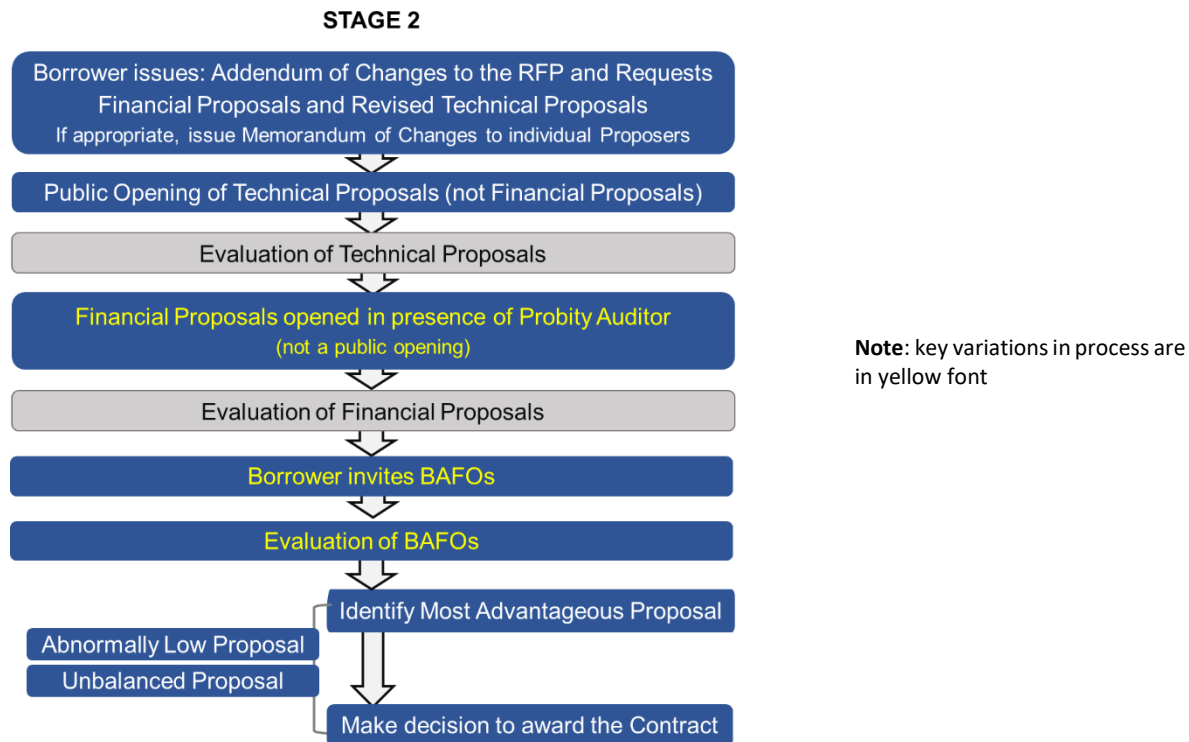 STAGE 2
Borrower issues: Addendum of Changes to the RFP and Requests
Financial Proposals and Revised Technical Proposals
If appropriate, issue Memorandum of Changes to individual Proposers
Public Opening of Technical Proposals (not Financial Proposals)
Evaluation of Technical Proposals
Financial Proposals opened in presence of Probity Auditor
(not a public opening)
Note: key variations in process are
in yellow font
Evaluation of Financial Proposals
Borrower invites BAFOs
Evaluation of BAFOs
Identify Most Advantageous Proposal
Abnormally Low Proposal
Unbalanced Proposal
Make decision to award the Contract